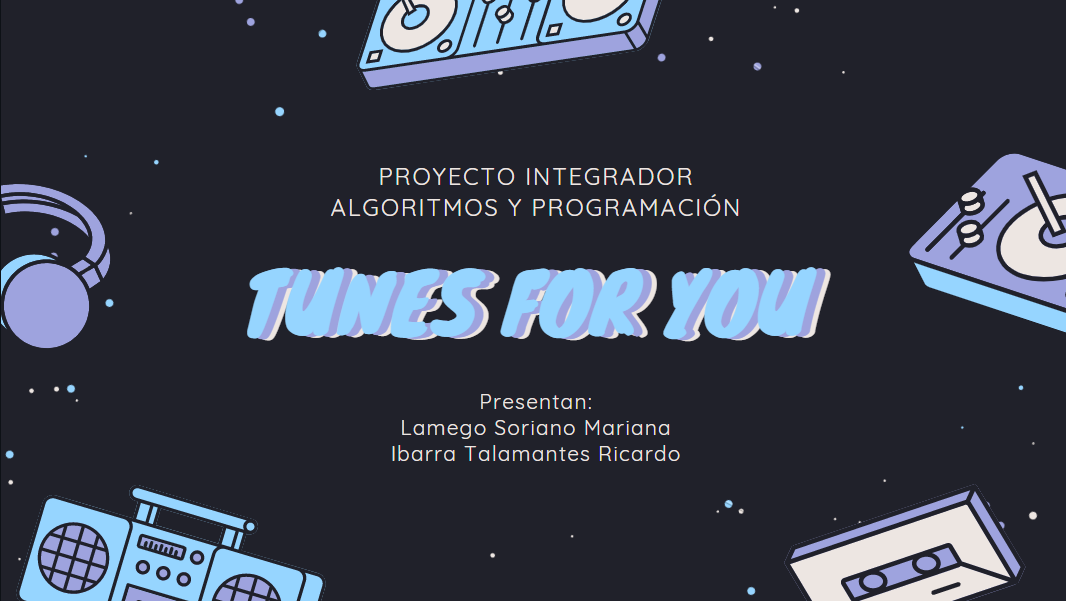 PROYECTO INTEGRADOR
ALGORITMOS Y PROGRAMACIÓN
TUNES FOR YOU
Presentan:
Lamego Soriano Mariana
Ibarra Talamantes Ricardo